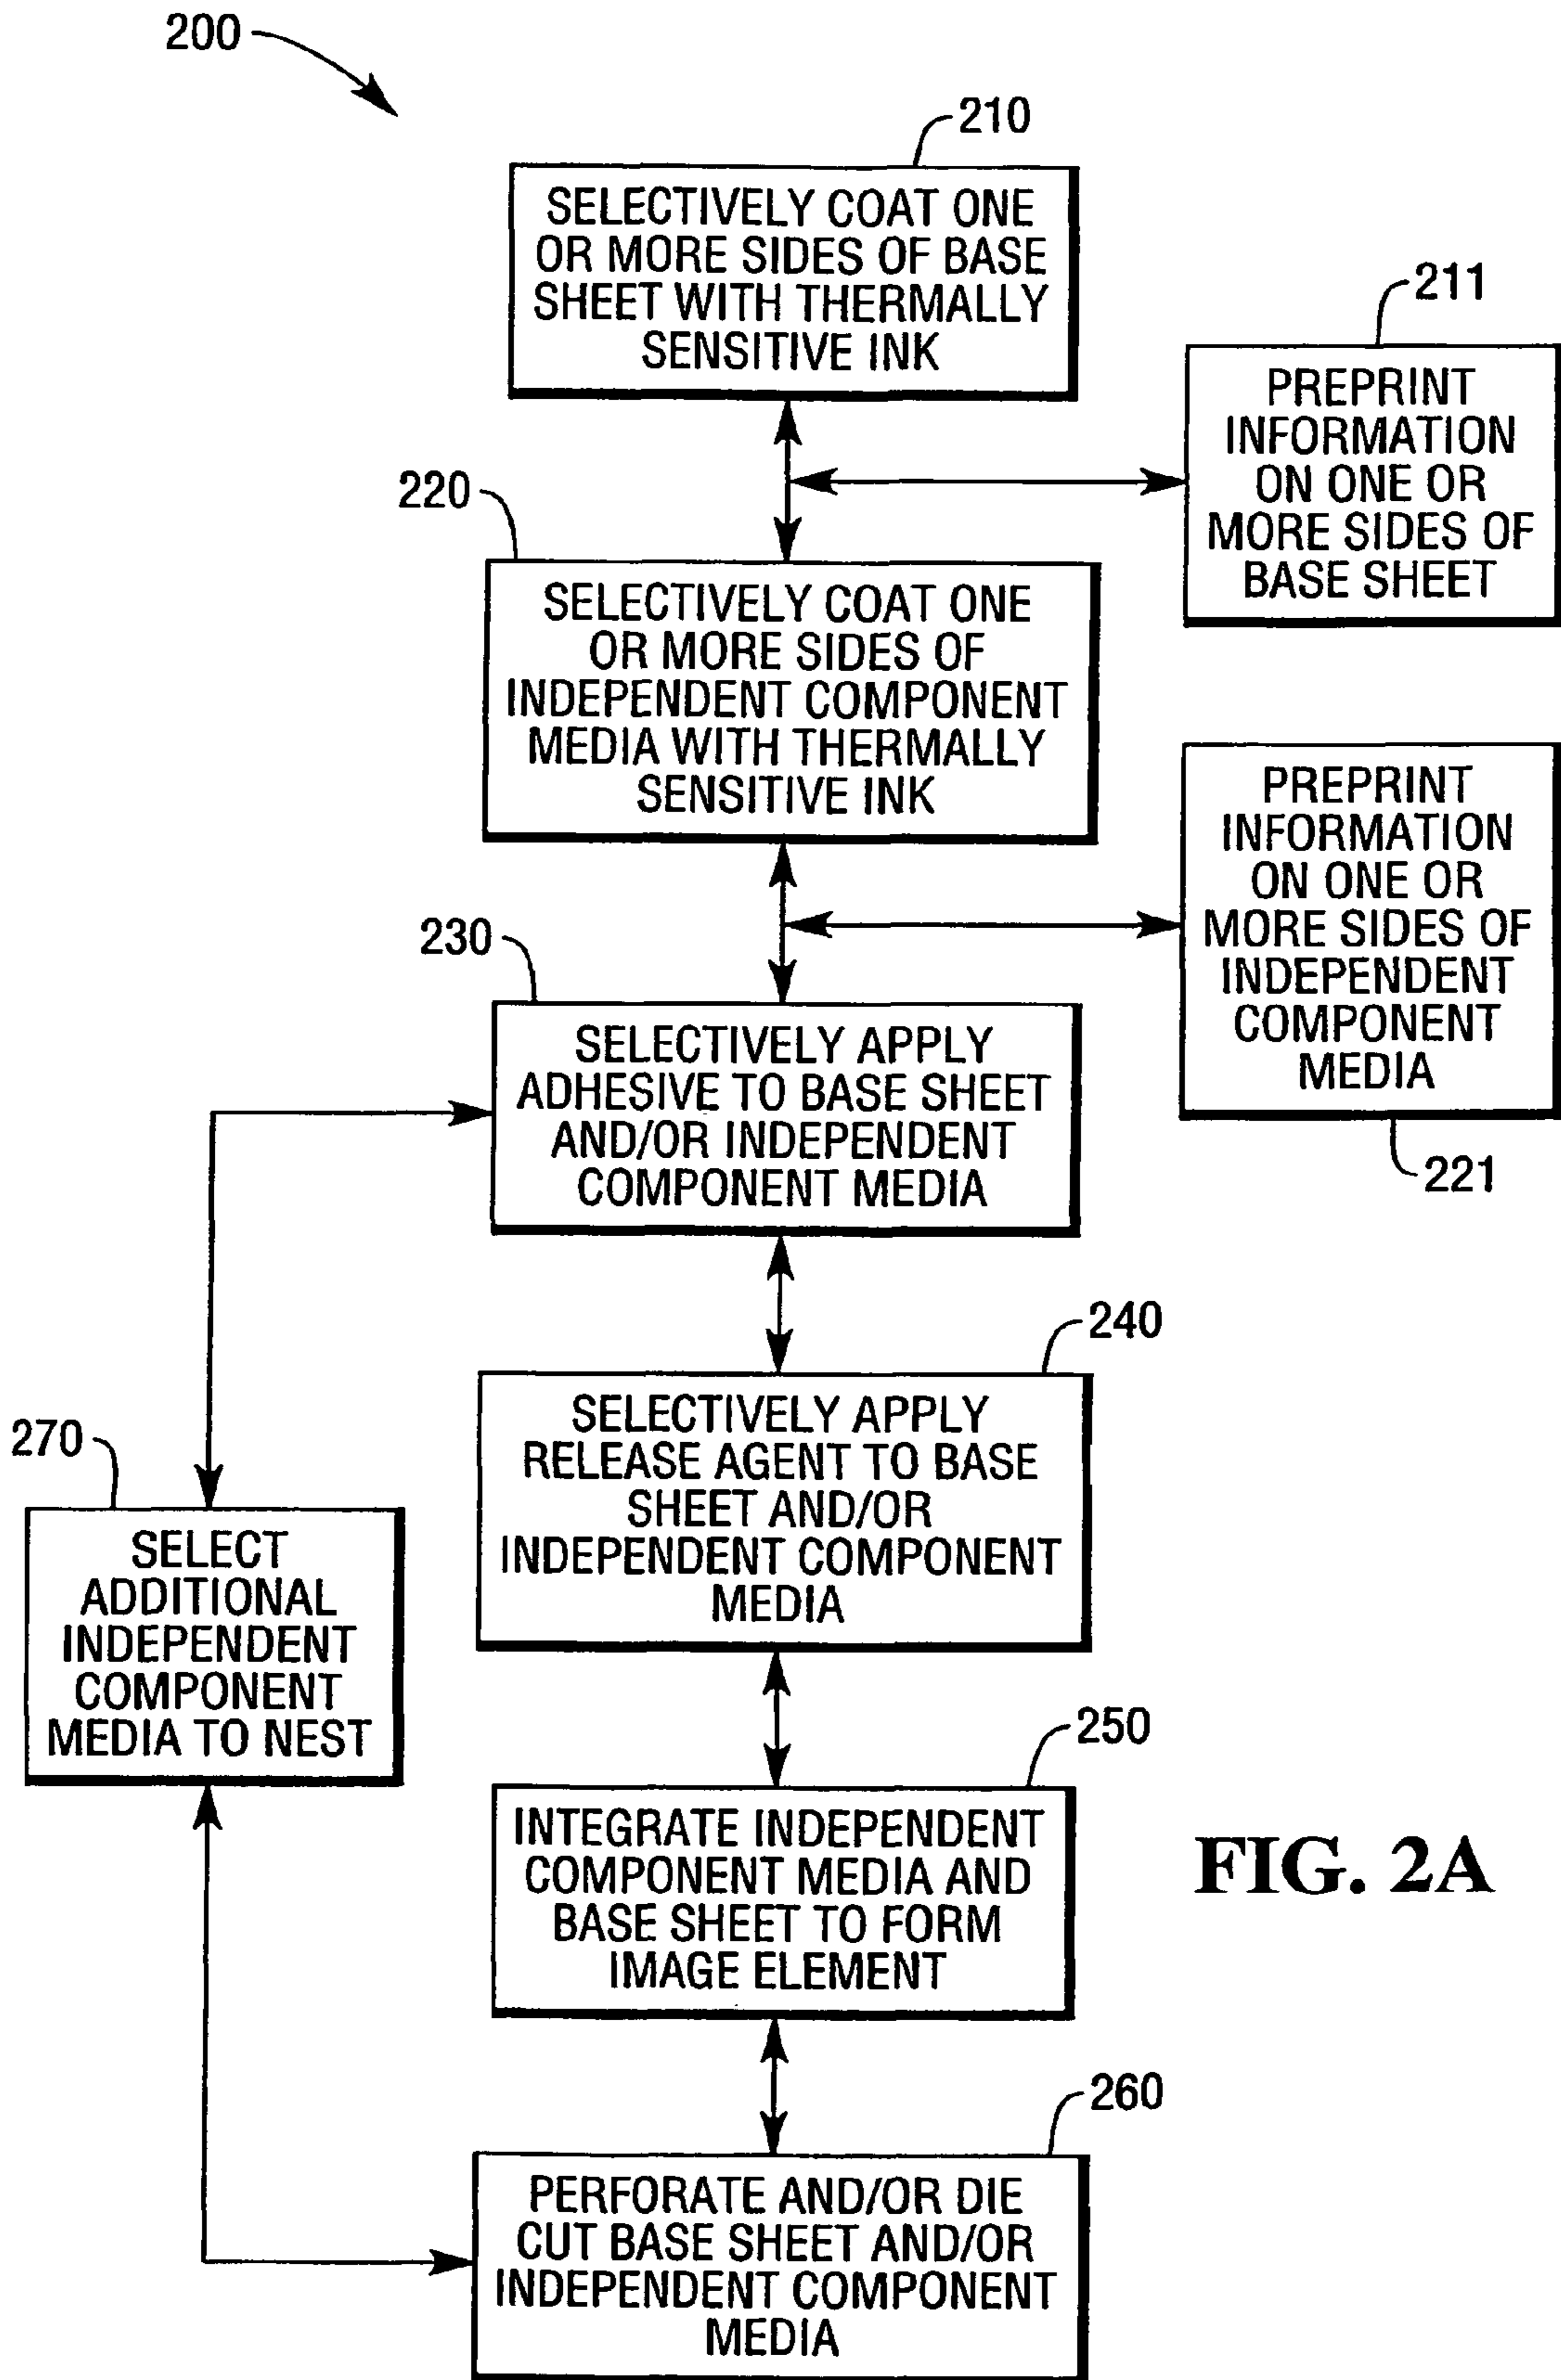 200
210
SELECTIVELY COAT ONE
OR MORE SIDES OF BASE
SHEET WITH THERMALLY
SENSITIVE INK
211
PREPRINT
INFORMATION
ON ONE OR
MORE SIDES OF
BASE SHEET
220
SELECTIVELY COAT ONE
OR MORE SIDES OF
INDEPENDENT COMPONENT
MEDIA WITH THERMALLY
SENSITIVE INK
PREPRINT
INFORMATION
ON ONE OR
MORE SIDES OF
INDEPENDENT
COMPONENT
MEDIA
221
230
SELECTIVELY APPLY
ADHESIVE TO BASE SHEET
AND/OR INDEPENDENT
COMPONENT MEDIA
240
SELECTIVELY APPLY
RELEASE AGENT TO BASE
SHEET AND/OR
INDEPENDENT COMPONENT
MEDIA
270
SELECT
ADDITIONAL
INDEPENDENT
COMPONENT
MEDIA TO NEST
250
INTEGRATE INDEPENDENT
COMPONENT MEDIA AND
BASE SHEET TO FORM
IMAGE ELEMENT
FIG. 2A
260
PERFORATE AND/OR DIE
CUT BASE SHEET AND/OR
INDEPENDENT COMPONENT
MEDIA